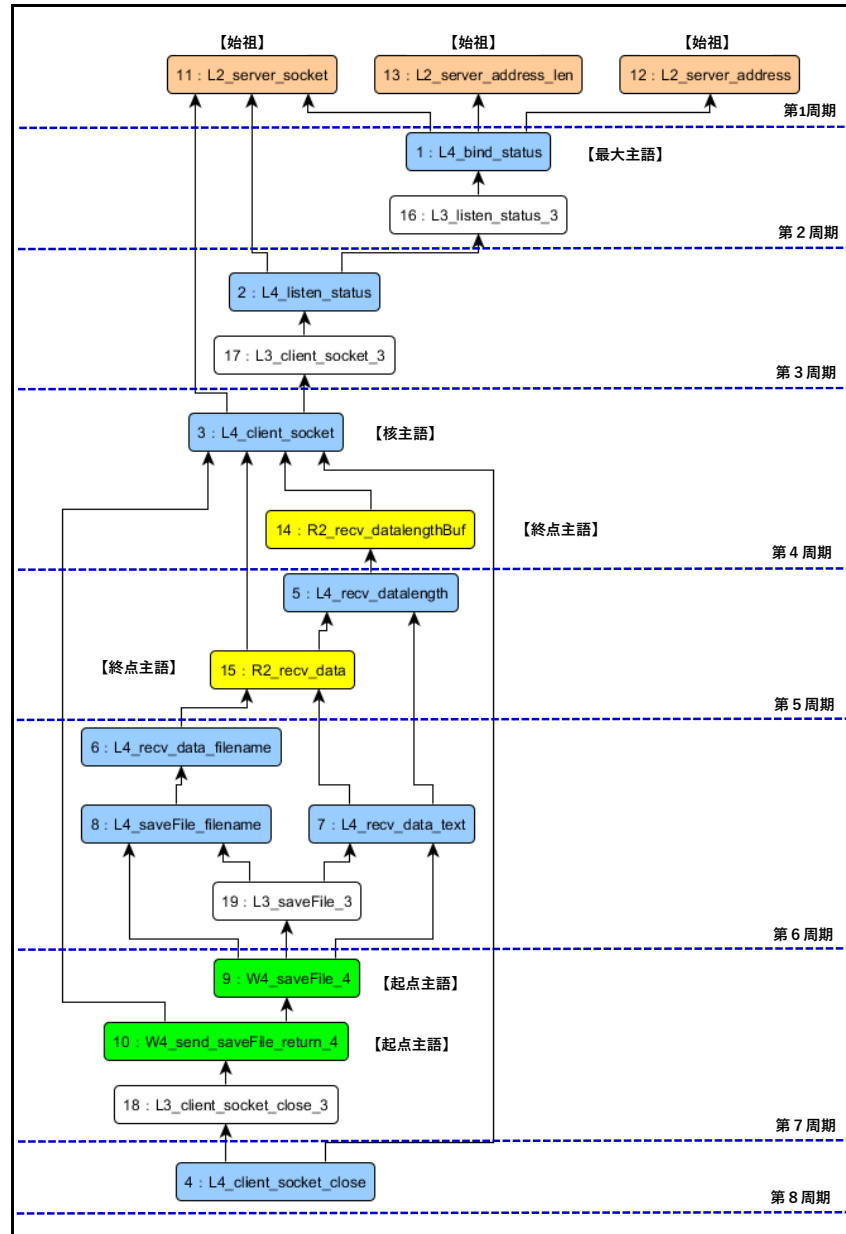 【始祖】 【始祖】 【始祖】
11 : L2_server_socket 13 : L2_server_address_len 12 : L2_server_address
第1周期
1 : L4_bind_status 【最大主語】
16 : L3_listen_status_3
第２周期
2 : L4_listen_status
17 : L3_client_socket_3
第３周期
3 : L4_client_socket 【核主語】
14 : R2_recv_datalengthBuf 【終点主語】
第４周期
5 : L4_recv_datalength
【終点主語】 15 : R2_recv_data
第５周期
6 : L4_recv_data_filename
8 : L4_saveFile_filename 7 : L4_recv_data_text
19 : L3_saveFile_3
第６周期
9 : W4_saveFile_4 【起点主語】
10 : W4_send_saveFile_return_4 【起点主語】
18 : L3_client_socket_close_3
第７周期
4 : L4_client_socket_close
第８周期